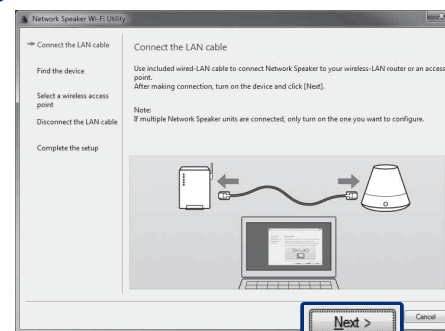 Network Speaker Wi-Fi Utility
Connect the LAN cable
Find the device
Select a wireless access
point
Disconnect the LAN cable
Complete the setup
Connect the LAN cable
Use included wired-LAN cable to connect Network Speaker to your wireless-LAN router or an access
point.
After making connection, turn on the device and click [Next].
Note:
If multiple Network Speaker units are connected, only turn on the one you want to configure.
Next >
Cancel